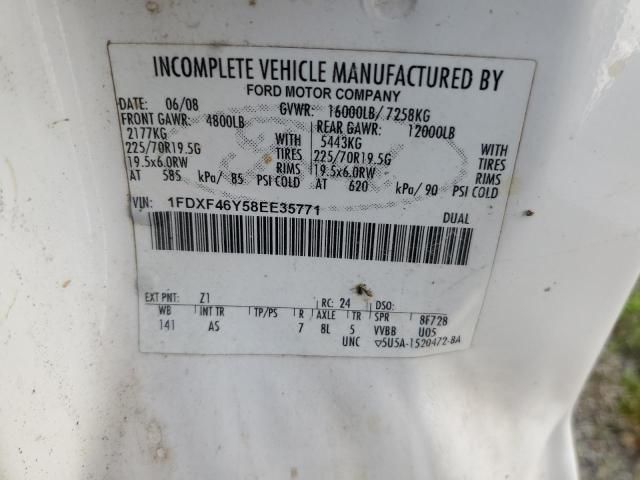 INCOMPLETE VEHICLE MANUFACTURED BY
FORD MOTOR COMPANY
DATE: 06/08 GVWR: 16000LB/ 7258KG
FRONT GAWR: 4800LB REAR GAWR: 12000LB
2177KG WITH 5443KG WITH
225/70R19.5G TIRES 225/70R19.5G TIRES
19.5x6.0RW RIMS 19.5x6.0RW RIMS
AT 585 kPa/ 85 PSI COLD AT 620 kPa/ 90 PSI COLD
VIN: 1FDXF46Y58EE35771 DUAL
EXT PNT: Z1 RC: 24 DSO:
WB INT TR TP/PS R AXLE TR SPR 8F728
141 AS 7 8L 5 VVBB U05
UNC ▽5U5A-1520472-BA